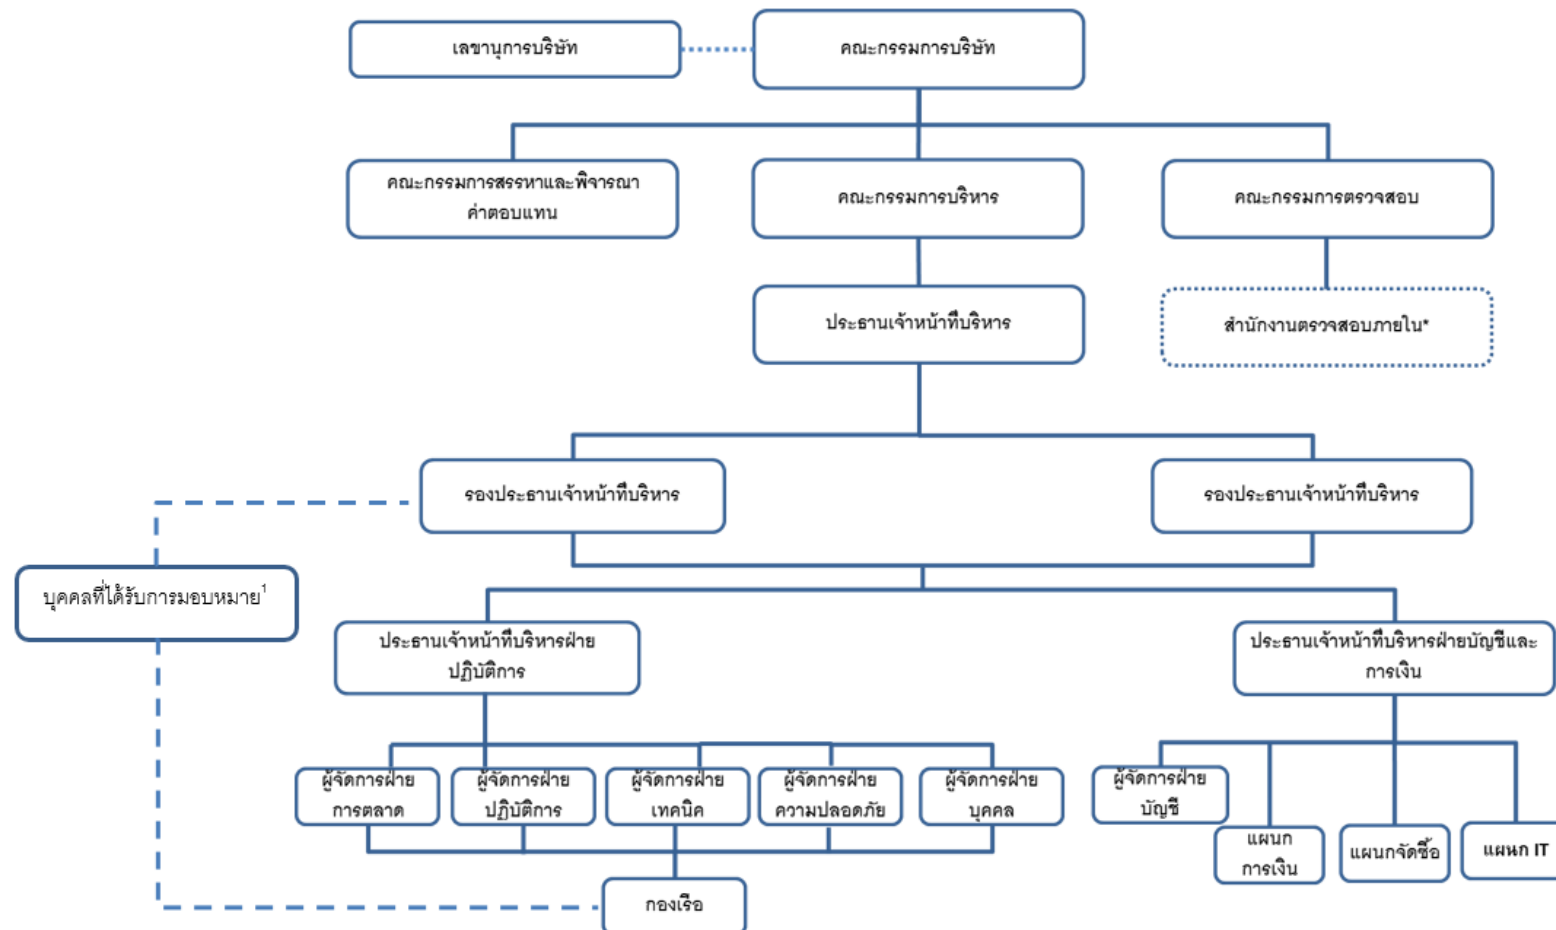 เลขานุการบริษัท
คณะกรรมการบริษัท
คณะกรรมการสรรหาและพิจารณา
ค่าตอบแทน
คณะกรรมการบริหาร
คณะกรรมการตรวจสอบ
ประธานเจ้าหน้าที่บริหาร
สำนักงานตรวจสอบภายใน*
รองประธานเจ้าหน้าที่บริหาร
รองประธานเจ้าหน้าที่บริหาร
บุคคลที่ได้รับการมอบหมาย¹
ประธานเจ้าหน้าที่บริหารฝ่าย
ปฏิบัติการ
ประธานเจ้าหน้าที่บริหารฝ่ายบัญชีและ
การเงิน
ผู้จัดการฝ่าย
การตลาด
ผู้จัดการฝ่าย
ปฏิบัติการ
ผู้จัดการฝ่าย
เทคนิค
ผู้จัดการฝ่าย
ความปลอดภัย
ผู้จัดการฝ่าย
บุคคล
ผู้จัดการฝ่าย
บัญชี
แผนก
การเงิน
แผนกจัดซื้อ
แผนก IT
กองเรือ